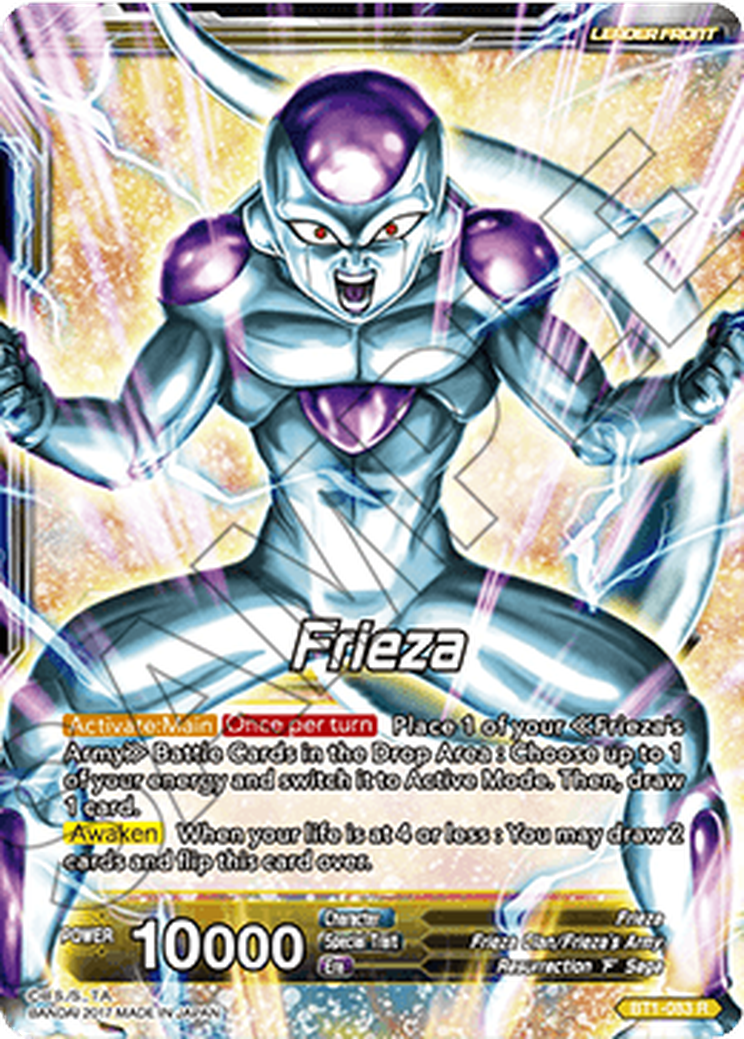 LEADER FRONT
SAMPLE
Frieza
Activate:Main Once per turn Place 1 of your ≪Frieza's
Army≫ Battle Cards in the Drop Area : Choose up to 1
of your energy and switch it to Active Mode. Then, draw
1 card.
Awaken When your life is at 4 or less : You may draw 2
cards and flip this card over.
POWER 10000
Character Frieza
Special Trait Frieza Clan/Frieza's Army
Era Resurrection 'F' Saga
BANDAI 2017 MADE IN JAPAN
BT1-083 R